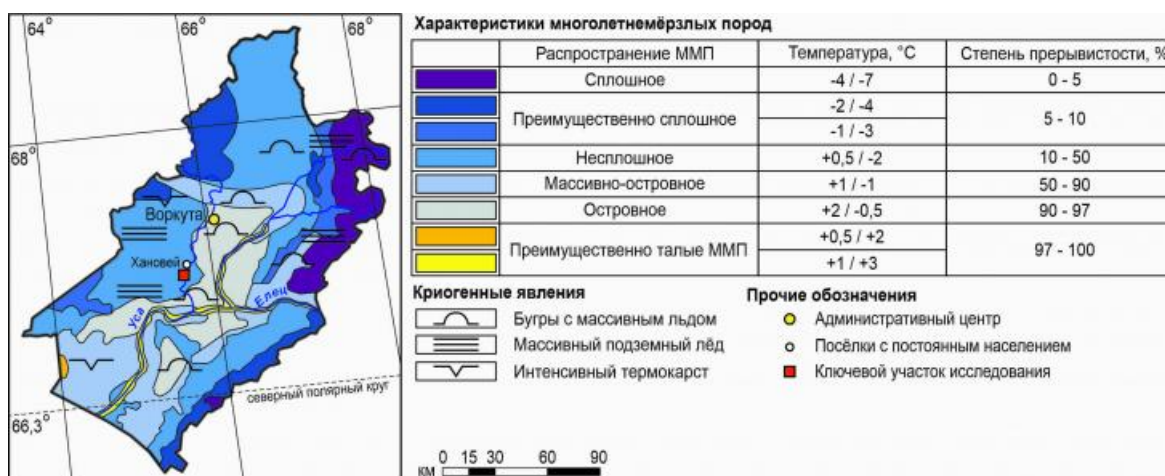 64°
66°
68°
68°
Воркута
Хановей
Уса
Елец
северный полярный круг
66,3°
66°
68°
Характеристики многолетнемёрзлых пород
Распространение ММП Температура, °C Степень прерывистости, %
Сплошное -4 / -7 0 - 5
Преимущественно сплошное -2 / -4 5 - 10
-1 / -3
Несплошное +0,5 / -2 10 - 50
Массивно-островное +1 / -1 50 - 90
Островное +2 / -0,5 90 - 97
Преимущественно талые ММП +0,5 / +2 97 - 100
+1 / +3
Криогенные явления
Бугры с массивным льдом
Массивный подземный лёд
Интенсивный термокарст
Прочие обозначения
Административный центр
Посёлки с постоянным населением
Ключевой участок исследования
км 0 15 30 60 90